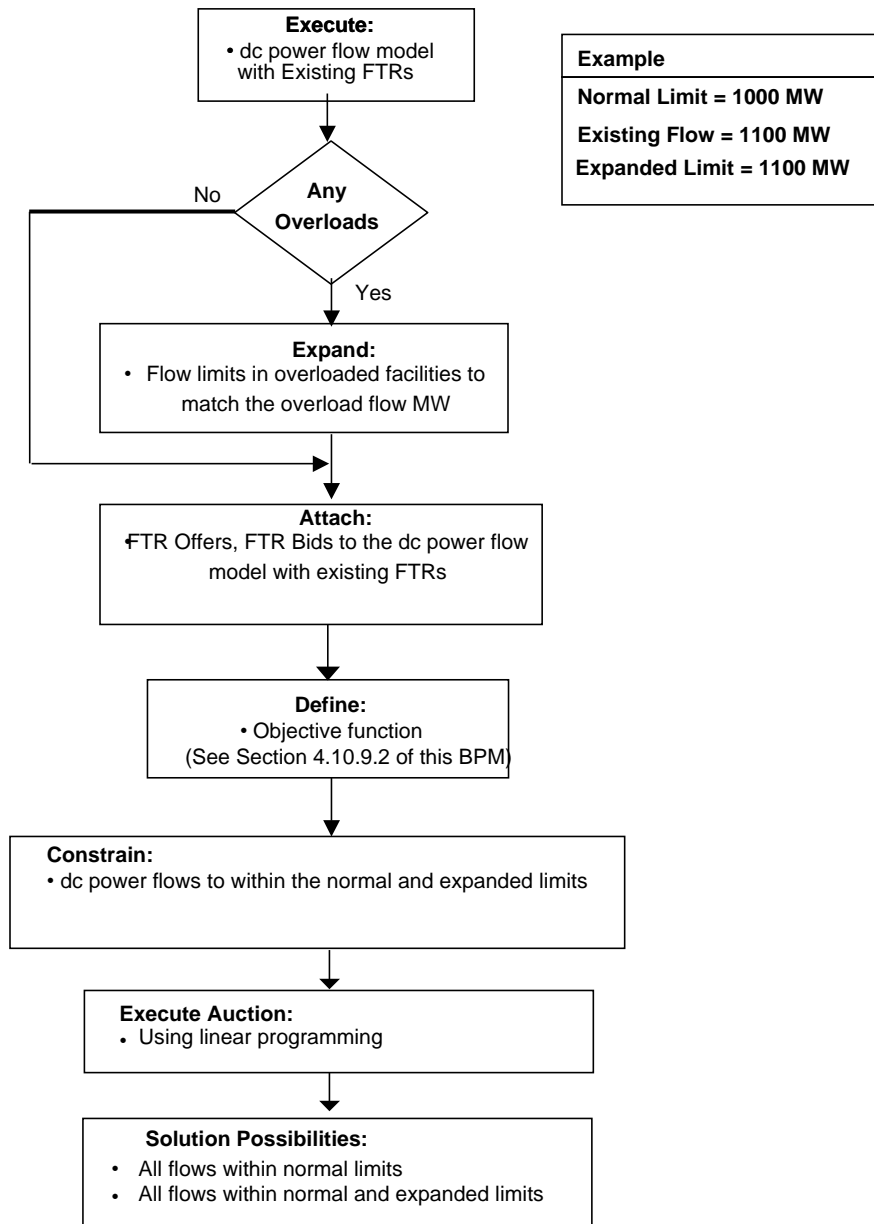 Execute:
• dc power flow model
with Existing FTRs
Example
Normal Limit = 1000 MW
Existing Flow = 1100 MW
Expanded Limit = 1100 MW
No
Any
Overloads
Yes
Expand:
• Flow limits in overloaded facilities to
match the overload flow MW
Attach:
• FTR Offers, FTR Bids to the dc power flow
model with existing FTRs
Define:
• Objective function
(See Section 4.10.9.2 of this BPM)
Constrain:
• dc power flows to within the normal and expanded limits
Execute Auction:
• Using linear programming
Solution Possibilities:
• All flows within normal limits
• All flows within normal and expanded limits